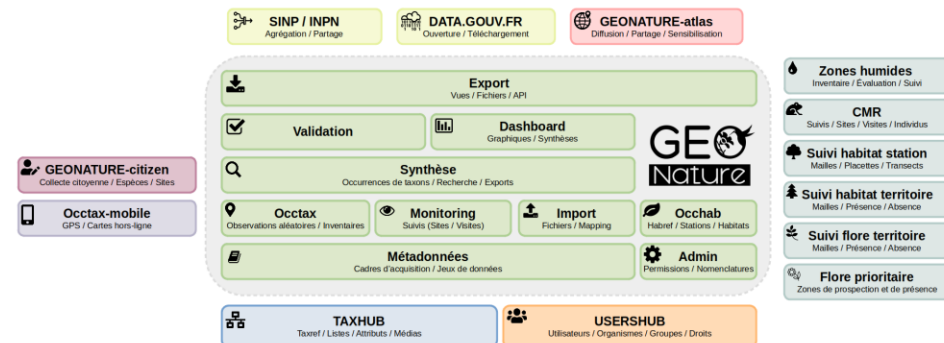 SINP / INPN
Agrégation / Partage
DATA.GOUV.FR
Ouverture / Téléchargement
GEONATURE-atlas
Diffusion / Partage / Sensibilisation
Export
Vues / Fichiers / API
Validation
Dashboard
Graphiques / Synthèses
GEO
Nature
Synthèse
Occurrences de taxons / Recherche / Exports
Occtax
Observations aléatoires / Inventaires
Monitoring
Suivis (Sites / Visites)
Import
Fichiers / Mapping
Occhab
Habref / Stations / Habitats
Métadonnées
Cadres d'acquisition / Jeux de données
Admin
Permissions / Nomenclatures
GEONATURE-citizen
Collecte citoyenne / Espèces / Sites
Occtax-mobile
GPS / Cartes hors-ligne
Zones humides
Inventaire / Évaluation / Suivi
CMR
Suivis / Sites / Visites / Individus
Suivi habitat station
Mailles / Placettes / Transects
Suivi habitat territoire
Mailles / Présence / Absence
Suivi flore territoire
Mailles / Présence / Absence
Flore prioritaire
Zones de prospection et de présence
TAXHUB
Taxref / Listes / Attributs / Médias
USERSHUB
Utilisateurs / Organismes / Groupes / Droits